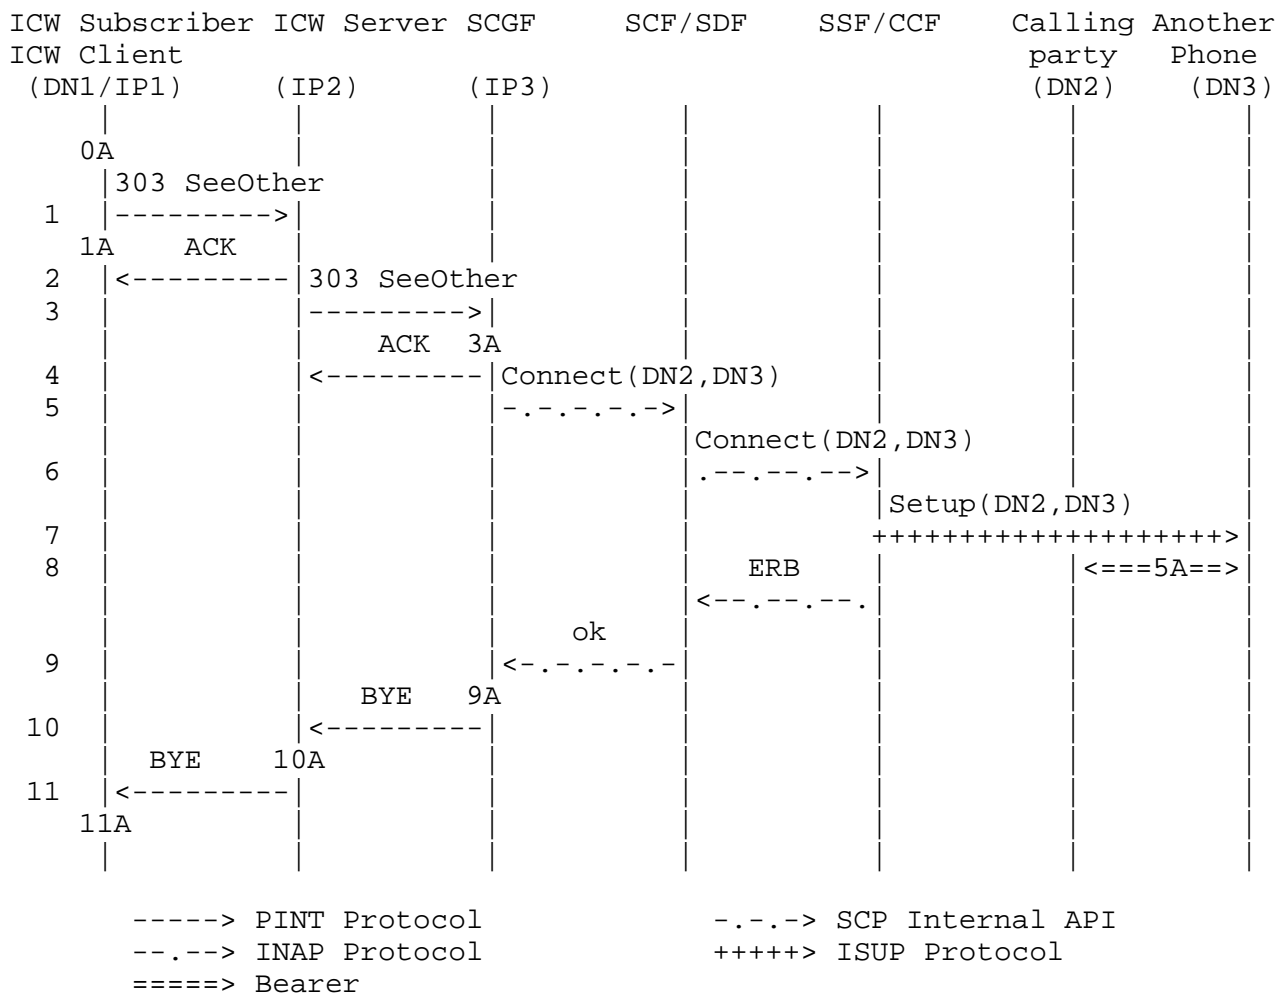 ICW Subscriber ICW Server SCGF SCF/SDF SSF/CCF Calling Another
ICW Client party Phone
(DN1/IP1) (IP2) (IP3) (DN2) (DN3)
0A
303 SeeOther
1 |--------->|
1A ACK
2 |<---------|303 SeeOther
3 |--------->|
ACK 3A
4 |<---------|Connect(DN2,DN3)
5 |-.-.-.-.->|
Connect(DN2,DN3)
6 |.--.--.-->|
Setup(DN2,DN3)
7 ++++++++++++++++++++>|
8 ERB |<===5A==>|
|<--.--.--.
ok
9 |<-.-.-.-.-|
BYE 9A
10 |<---------|
BYE 10A
11 |<---------|
11A
-----> PINT Protocol -.-.-> SCP Internal API
--.--> INAP Protocol +++++> ISUP Protocol
=====> Bearer